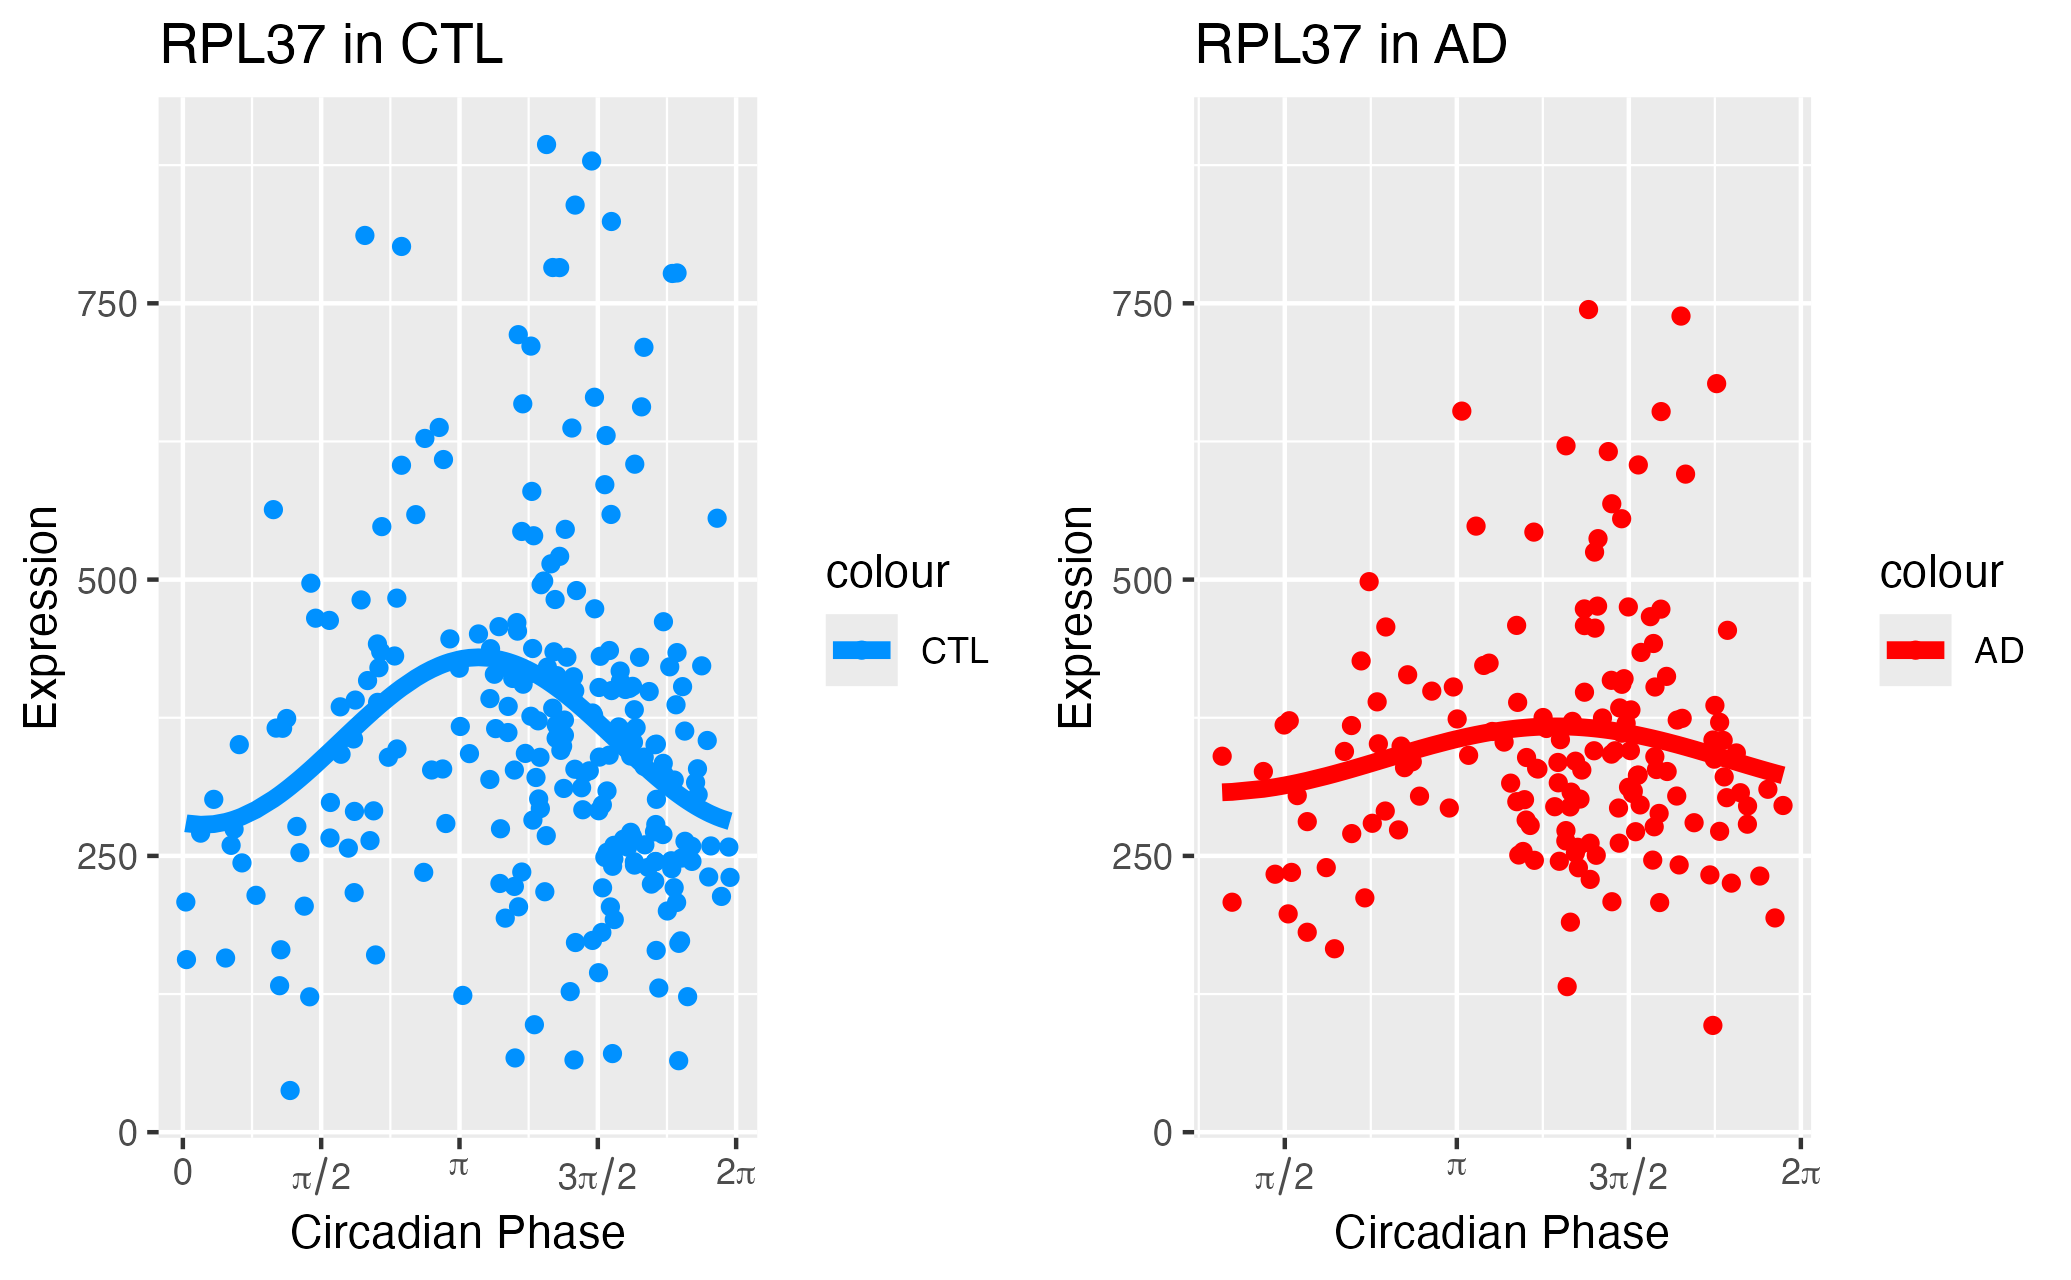 RPL37 in CTL
Expression
750
500
250
0
0 π/2 π 3π/2 2π
Circadian Phase
colour
CTL
RPL37 in AD
Expression
750
500
250
0
π/2 π 3π/2 2π
Circadian Phase
colour
AD